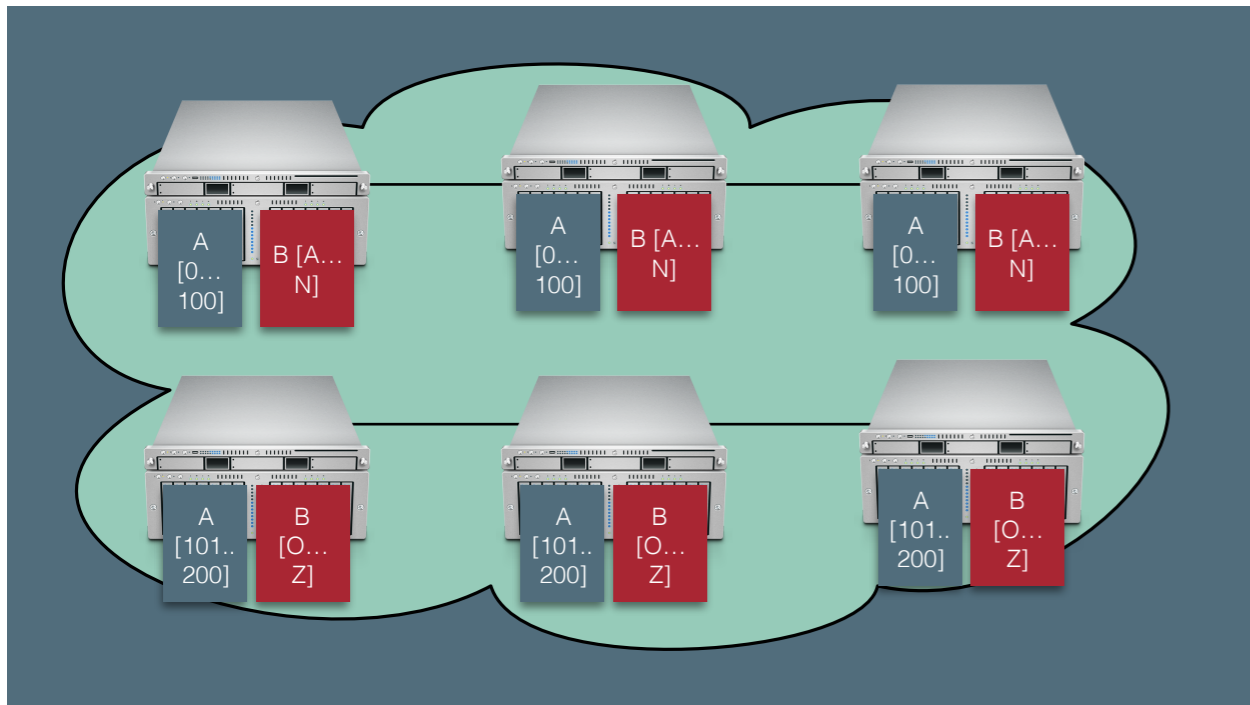 A
[0…
100]
B [A…
N]
A
[0…
100]
B [A…
N]
A
[0…
100]
B [A…
N]
A
[101..
200]
B
[O…
Z]
A
[101..
200]
B
[O…
Z]
A
[101..
200]
B
[O…
Z]